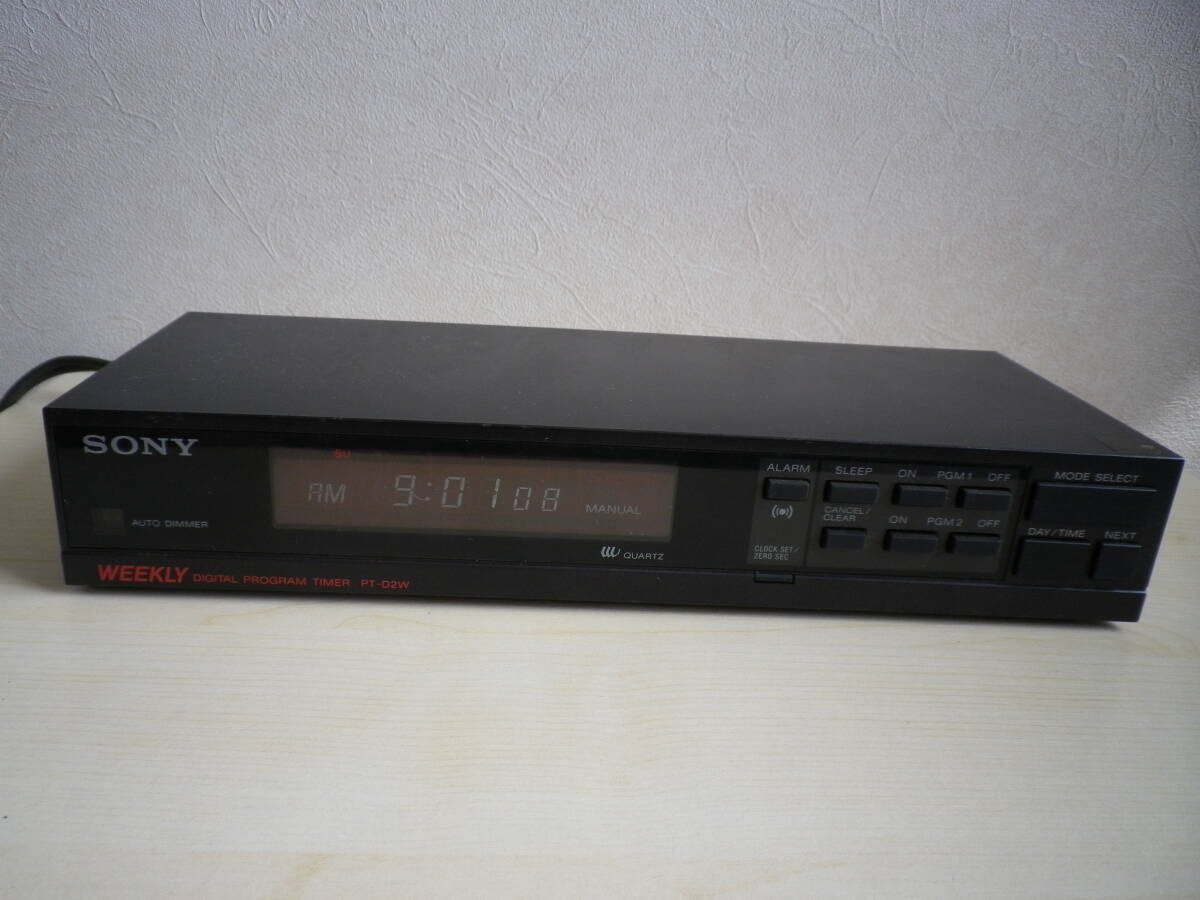 SONY
AUTO DIMMER
SU
AM 9:01 08 MANUAL
QUARTZ
WEEKLY DIGITAL PROGRAM TIMER PT-D2W
ALARM
CLOCK SET/
ZERO SEC
SLEEP ON PGM 1 OFF
CANCEL/
CLEAR
ON PGM 2 OFF
MODE SELECT
DAY/TIME NEXT